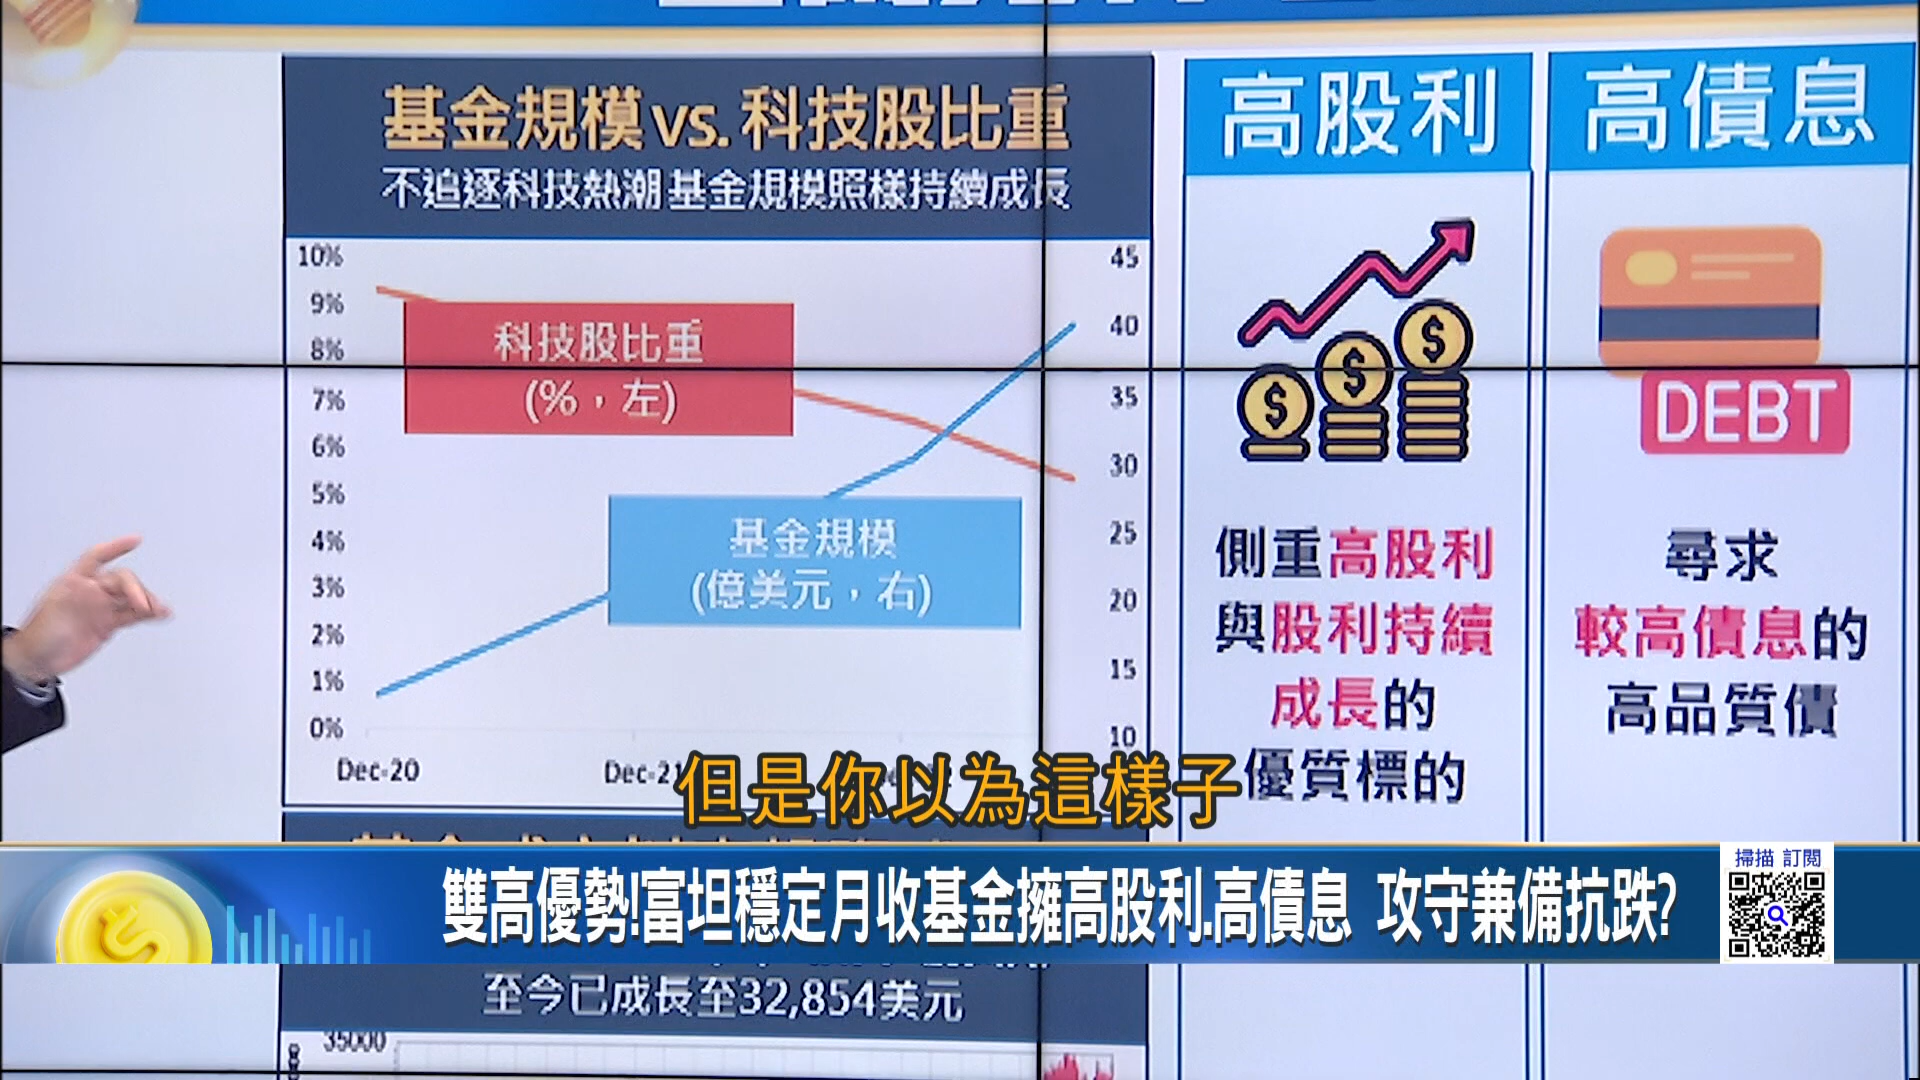 基金規模 vs. 科技股比重
不追逐科技熱潮 基金規模照樣持續成長
10%
9%
8%
7%
6%
5%
4%
3%
2%
1%
0%
45
40
35
30
25
20
15
10
科技股比重
(%，左)
基金規模
(億美元，右)
Dec-20
Dec-21
高股利
側重高股利
與股利持續
成長的
優質標的
高債息
DEBT
尋求
較高債息的
高品質債
但是你以為這樣子
雙高優勢!富坦穩定月收基金擁高股利.高債息 攻守兼備抗跌?
掃描 訂閱
至今已成長至32,854美元
35000